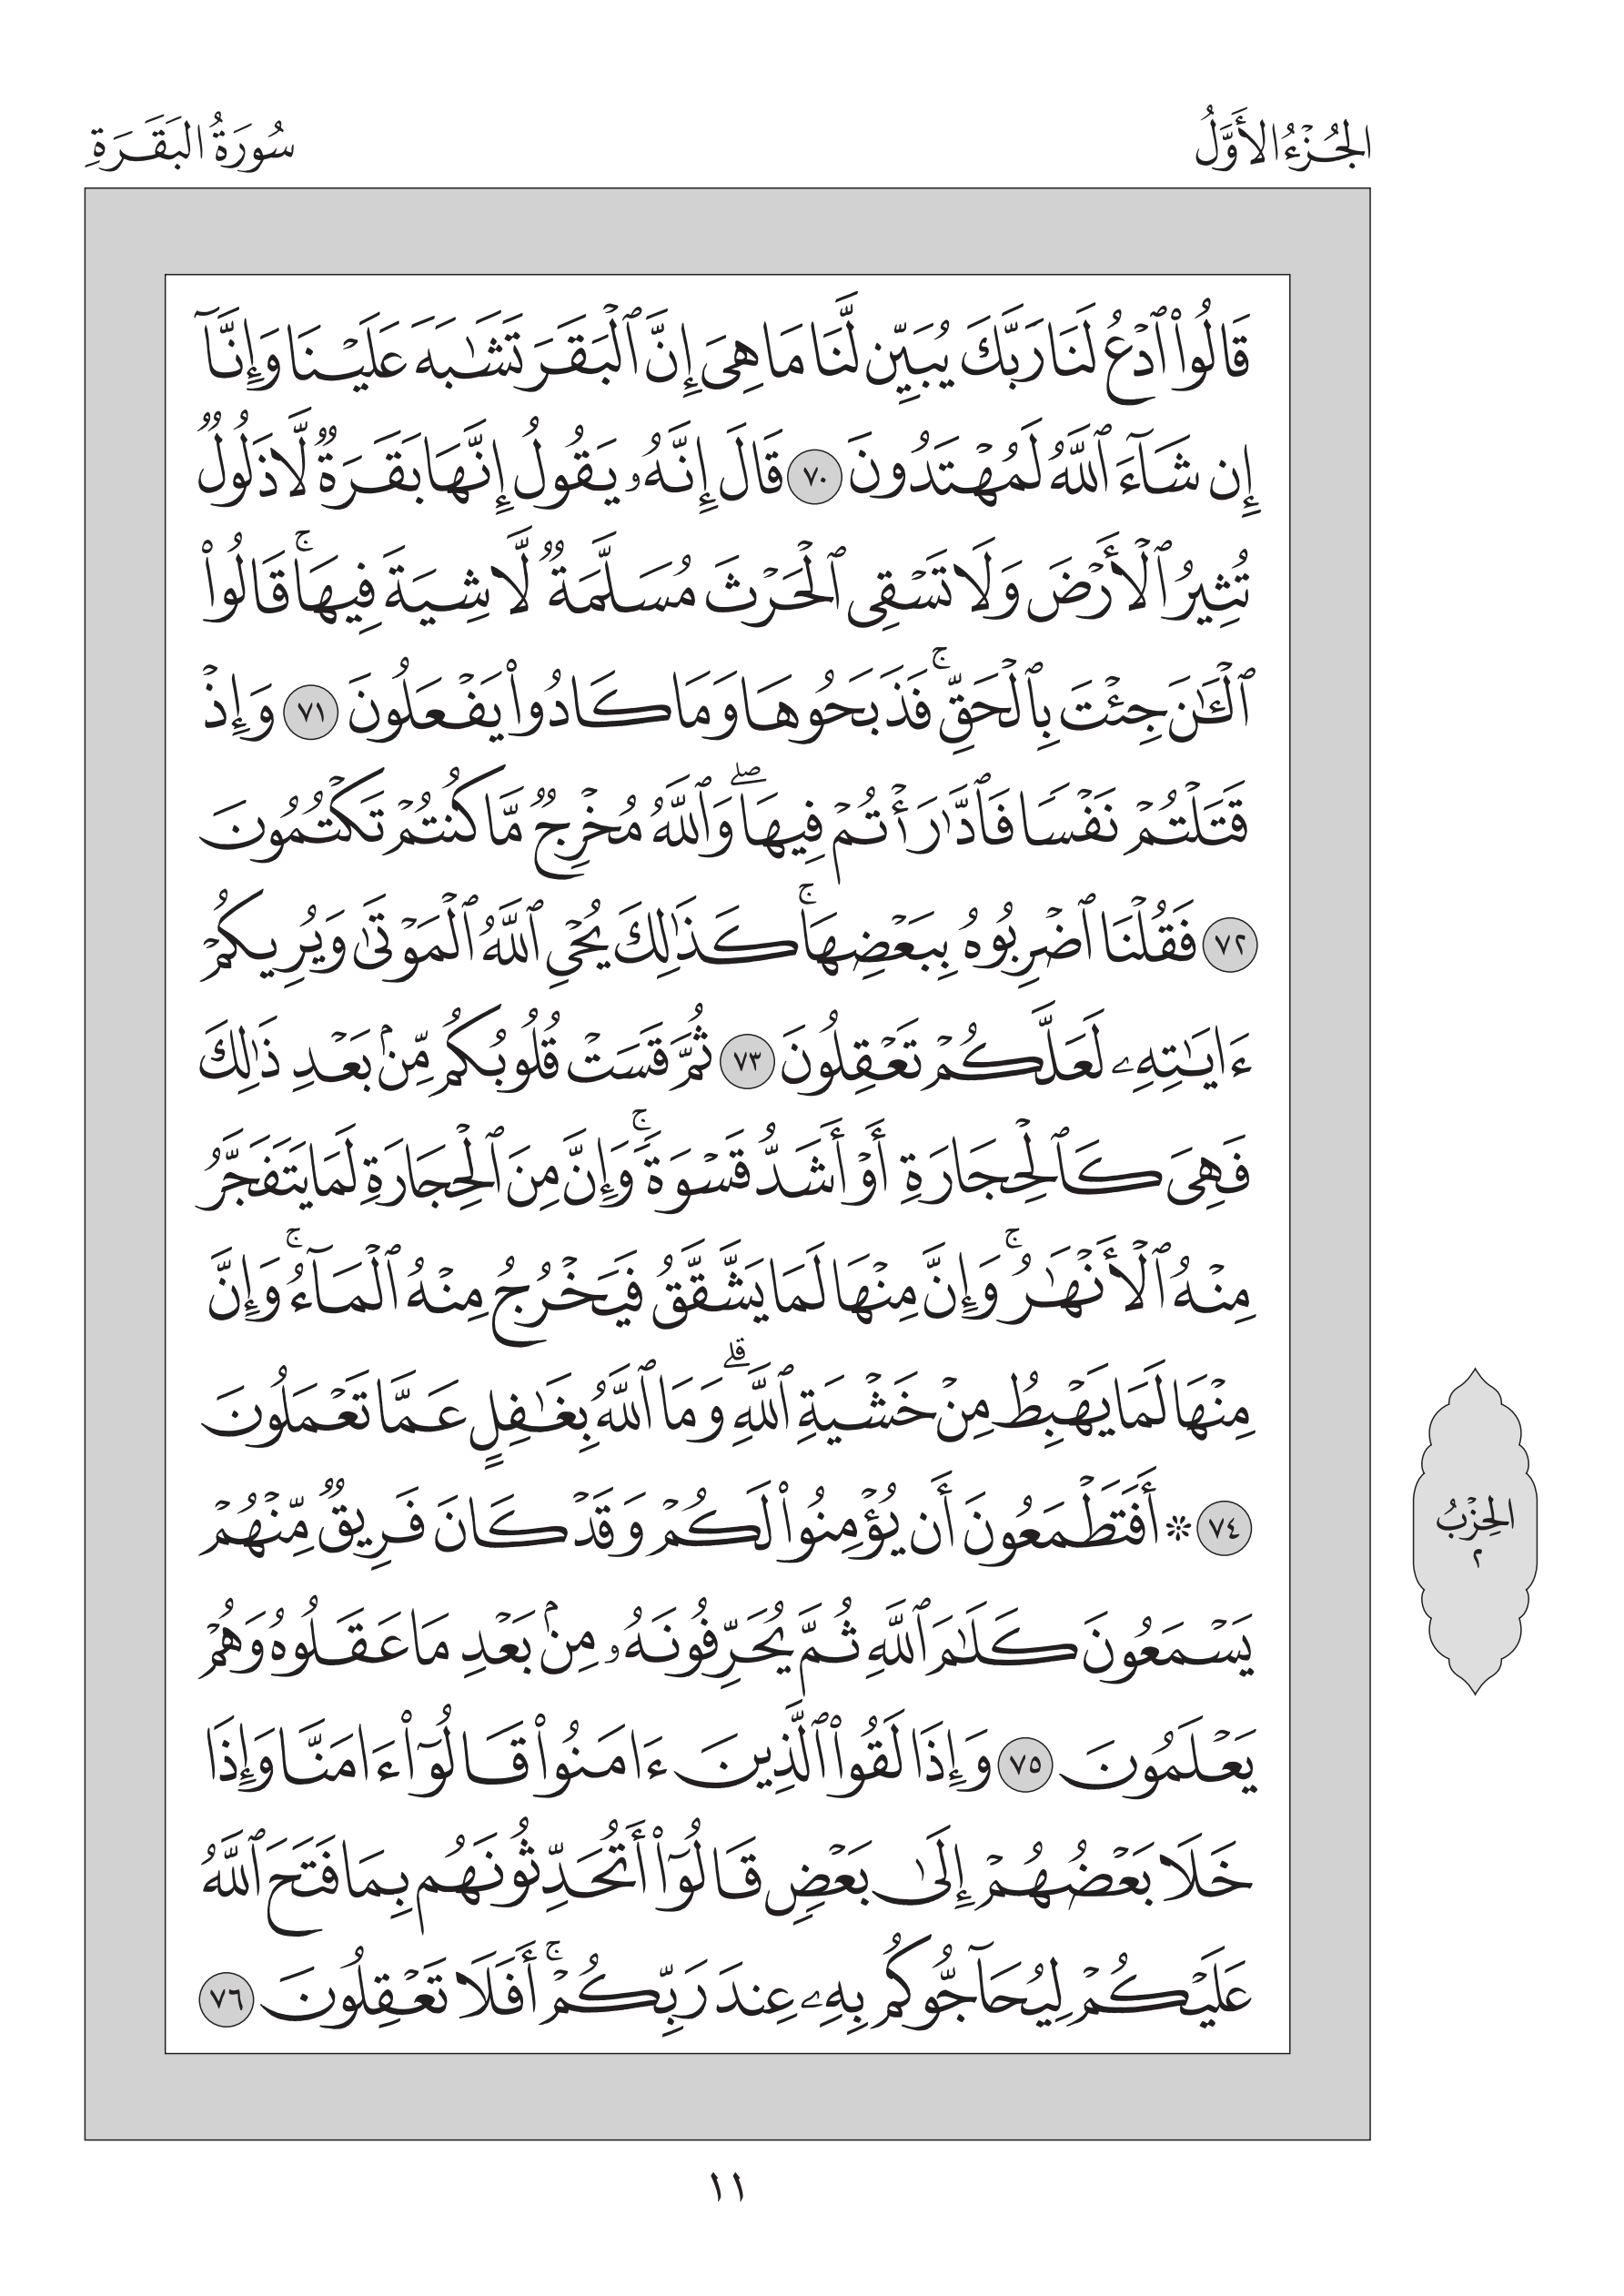 الجُزْءُ الأَوَّلُ
سُورَةُ البَقَرَةِ
قَالُوا۟ ٱدۡعُ لَنَا رَبَّكَ يُبَيِّن لَّنَا مَا هِىَ إِنَّ ٱلۡبَقَرَ تَشَـٰبَهَ عَلَيۡنَا وَإِنَّآ
إِن شَآءَ ٱللَّهُ لَمُهۡتَدُونَ ٧٠ قَالَ إِنَّهُۥ يَقُولُ إِنَّهَا بَقَرَةٌ لَّا ذَلُولٌ
تُثِيرُ ٱلۡأَرۡضَ وَلَا تَسۡقِى ٱلۡحَرۡثَ مُسَلَّمَةٌ لَّا شِيَةَ فِيهَاۚ قَالُوا۟
ٱلۡـَٔـٰنَ جِئۡتَ بِٱلۡحَقِّۚ فَذَبَحُوهَا وَمَا كَادُوا۟ يَفۡعَلُونَ ٧١ وَإِذۡ
قَتَلۡتُمۡ نَفۡسًا فَٱدَّٰرَٰٔتُمۡ فِيهَاۖ وَٱللَّهُ مُخۡرِجٌ مَّا كُنتُمۡ تَكۡتُمُونَ
٧٢ فَقُلۡنَا ٱضۡرِبُوهُ بِبَعۡضِهَاۚ كَذَٰلِكَ يُحۡىِ ٱللَّهُ ٱلۡمَوۡتَىٰ وَيُرِيكُمۡ
ءَايَـٰتِهِۦ لَعَلَّكُمۡ تَعۡقِلُونَ ٧٣ ثُمَّ قَسَتۡ قُلُوبُكُم مِّنۢ بَعۡدِ ذَٰلِكَ
فَهِىَ كَٱلۡحِجَارَةِ أَوۡ أَشَدُّ قَسۡوَةًۚ وَإِنَّ مِنَ ٱلۡحِجَارَةِ لَمَا يَتَفَجَّرُ
مِنۡهُ ٱلۡأَنۡهَـٰرُۚ وَإِنَّ مِنۡهَا لَمَا يَشَّقَّقُ فَيَخۡرُجُ مِنۡهُ ٱلۡمَآءُۚ وَإِنَّ
مِنۡهَا لَمَا يَهۡبِطُ مِنۡ خَشۡيَةِ ٱللَّهِۗ وَمَا ٱللَّهُ بِغَـٰفِلٍ عَمَّا تَعۡمَلُونَ
٧٤ ۞ أَفَتَطۡمَعُونَ أَن يُؤۡمِنُوا۟ لَكُمۡ وَقَدۡ كَانَ فَرِيقٌ مِّنۡهُمۡ
يَسۡمَعُونَ كَلَـٰمَ ٱللَّهِ ثُمَّ يُحَرِّفُونَهُۥ مِنۢ بَعۡدِ مَا عَقَلُوهُ وَهُمۡ
يَعۡلَمُونَ ٧٥ وَإِذَا لَقُوا۟ ٱلَّذِينَ ءَامَنُوا۟ قَالُوٓا۟ ءَامَنَّا وَإِذَا
خَلَا بَعۡضُهُمۡ إِلَىٰ بَعۡضٍ قَالُوٓا۟ أَتُحَدِّثُونَهُم بِمَا فَتَحَ ٱللَّهُ
عَلَيۡكُمۡ لِيُحَآجُّوكُم بِهِۦ عِندَ رَبِّكُمۡۚ أَفَلَا تَعۡقِلُونَ ٧٦
الحِزْبُ
٢
١١